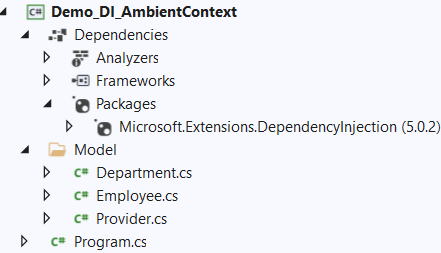 Demo_DI_AmbientContext
Dependencies
Analyzers
Frameworks
Packages
Microsoft.Extensions.DependencyInjection (5.0.2)
Model
C# Department.cs
C# Employee.cs
C# Provider.cs
C# Program.cs